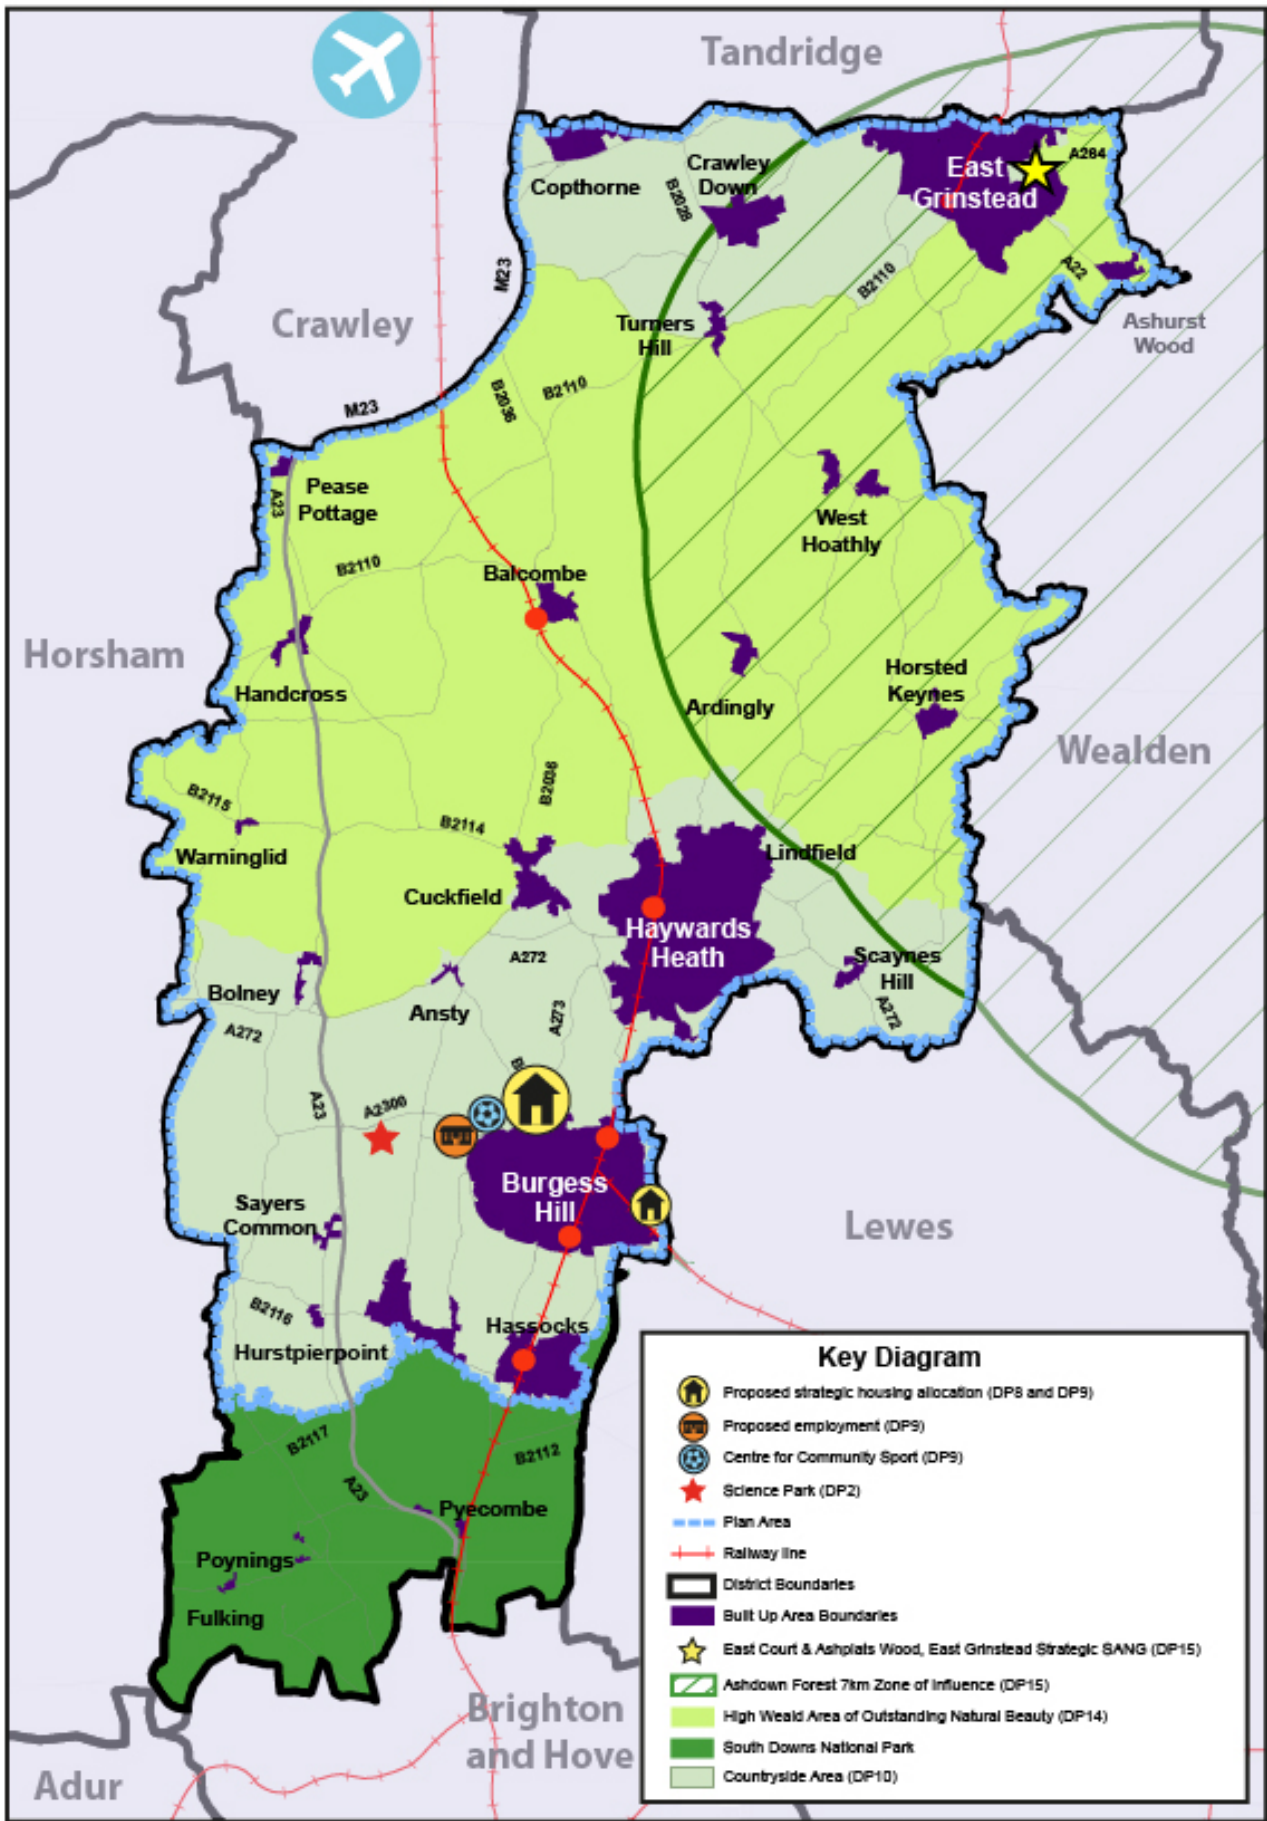 Tandridge
A264
East
Grinstead
Crawley
Down
Copthorne
B2028
M23
A22
B2110
Ashurst
Wood
Crawley
Turners
Hill
B2110
B2036
M23
Pease
Pottage
A23
West
Hoathly
B2110
Balcombe
Horsham
Handcross
Ardingly
Horsted
Keynes
Wealden
B2036
B2115
B2114
Warninglid
Lindfield
Cuckfield
Haywards
Heath
A272
Scaynes
Hill
Bolney
Ansty
A272
A273
A272
A23
A2300
Burgess
Hill
Sayers
Common
Lewes
B2116
Hassocks
Hurstpierpoint
B2117
B2112
A23
Pyecombe
Poynings
Fulking
Brighton
and Hove
Adur
Key Diagram
Proposed strategic housing allocation (DP8 and DP9)
Proposed employment (DP9)
Centre for Community Sport (DP9)
Science Park (DP2)
Plan Area
Railway line
District Boundaries
Built Up Area Boundaries
East Court & Ashplats Wood, East Grinstead Strategic SANG (DP15)
Ashdown Forest 7km Zone of Influence (DP15)
High Weald Area of Outstanding Natural Beauty (DP14)
South Downs National Park
Countryside Area (DP10)